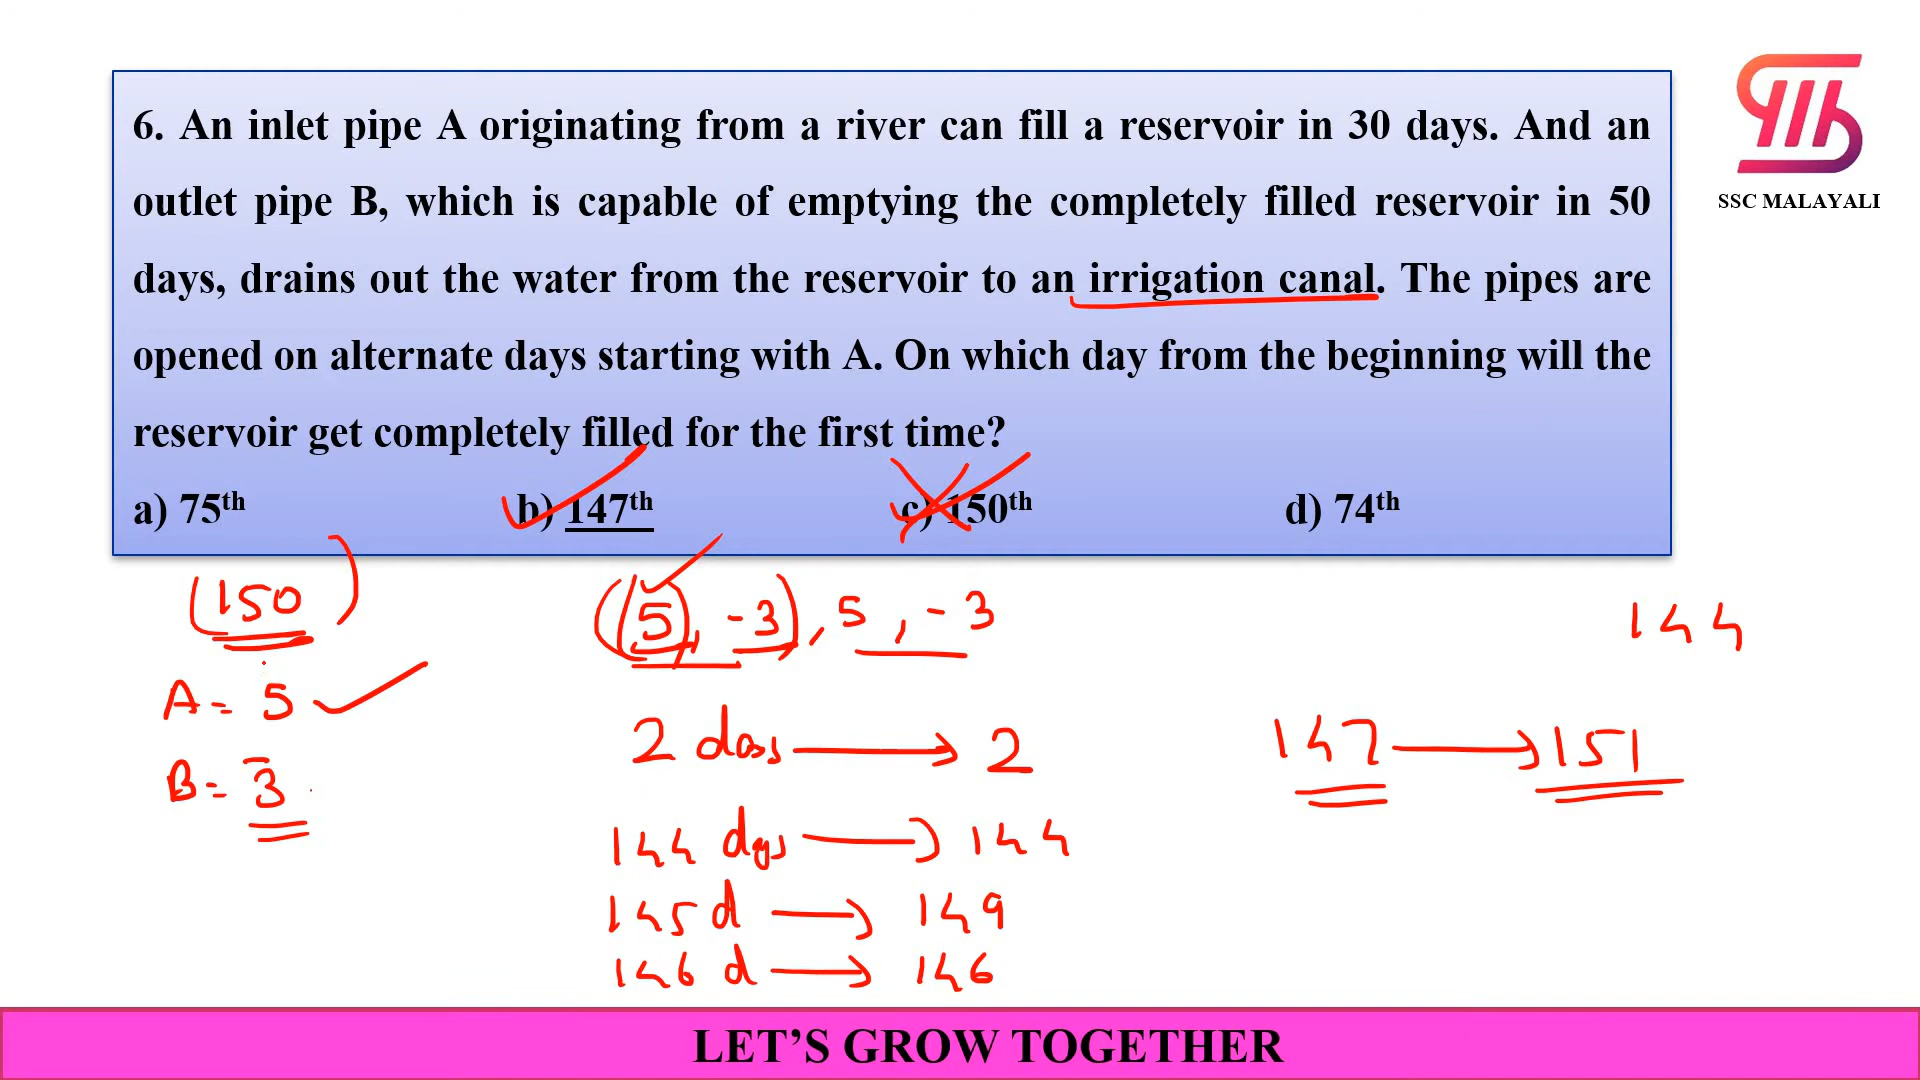 6. An inlet pipe A originating from a river can fill a reservoir in 30 days. And an
outlet pipe B, which is capable of emptying the completely filled reservoir in 50
days, drains out the water from the reservoir to an irrigation canal. The pipes are
opened on alternate days starting with A. On which day from the beginning will the
reservoir get completely filled for the first time?
a) 75th b) 147th c) 150th d) 74th
SSC MALAYALI
(150)
A = 5
B = 3
(5, -3), 5, -3
2 days → 2
144 days → 144
145 d → 149
146 d → 146
144
147 → 151
LET'S GROW TOGETHER